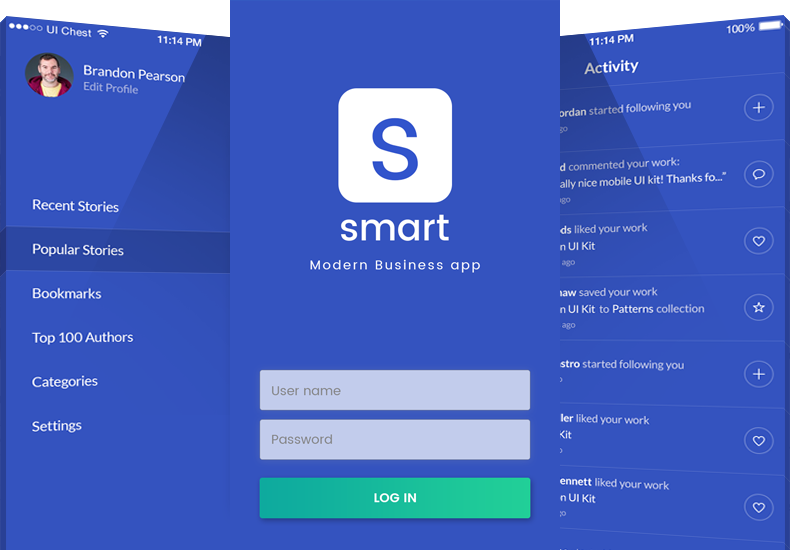 UI Chest
11:14 PM
Brandon Pearson
Edit Profile
Recent Stories
Popular Stories
Bookmarks
Top 100 Authors
Categories
Settings
S
smart
Modern Business app
User name
Password
LOG IN
11:14 PM
100%
Activity
ordan started following you
go
d commented your work:
ally nice mobile UI kit! Thanks fo..."
ago
ods liked your work
n UI Kit
ago
haw saved your work
n UI Kit to Patterns collection
ago
astro started following you
o
ller liked your work
Kit
o
ennett liked your work
n UI Kit
go